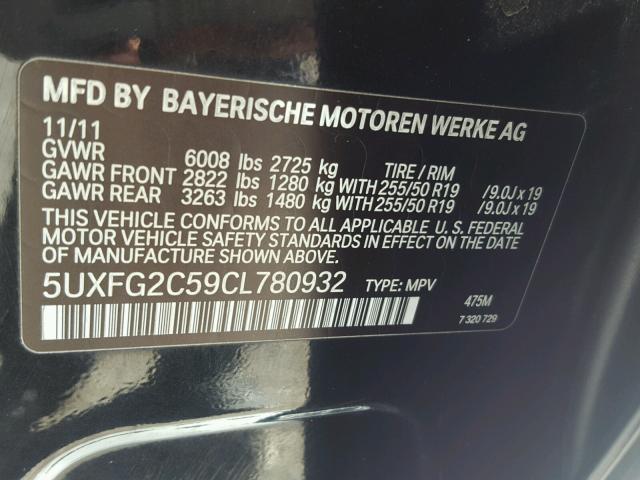 MFD BY BAYERISCHE MOTOREN WERKE AG
11/11
GVWR 6008 lbs 2725 kg TIRE / RIM
GAWR FRONT 2822 lbs 1280 kg WITH 255/50 R19 /9.0J x 19
GAWR REAR 3263 lbs 1480 kg WITH 255/50 R19 /9.0J x 19
THIS VEHICLE CONFORMS TO ALL APPLICABLE U. S. FEDERAL
MOTOR VEHICLE SAFETY STANDARDS IN EFFECT ON THE DATE
OF MANUFACTURE SHOWN ABOVE.
5UXFG2C59CL780932 TYPE: MPV
475M
7 320 729